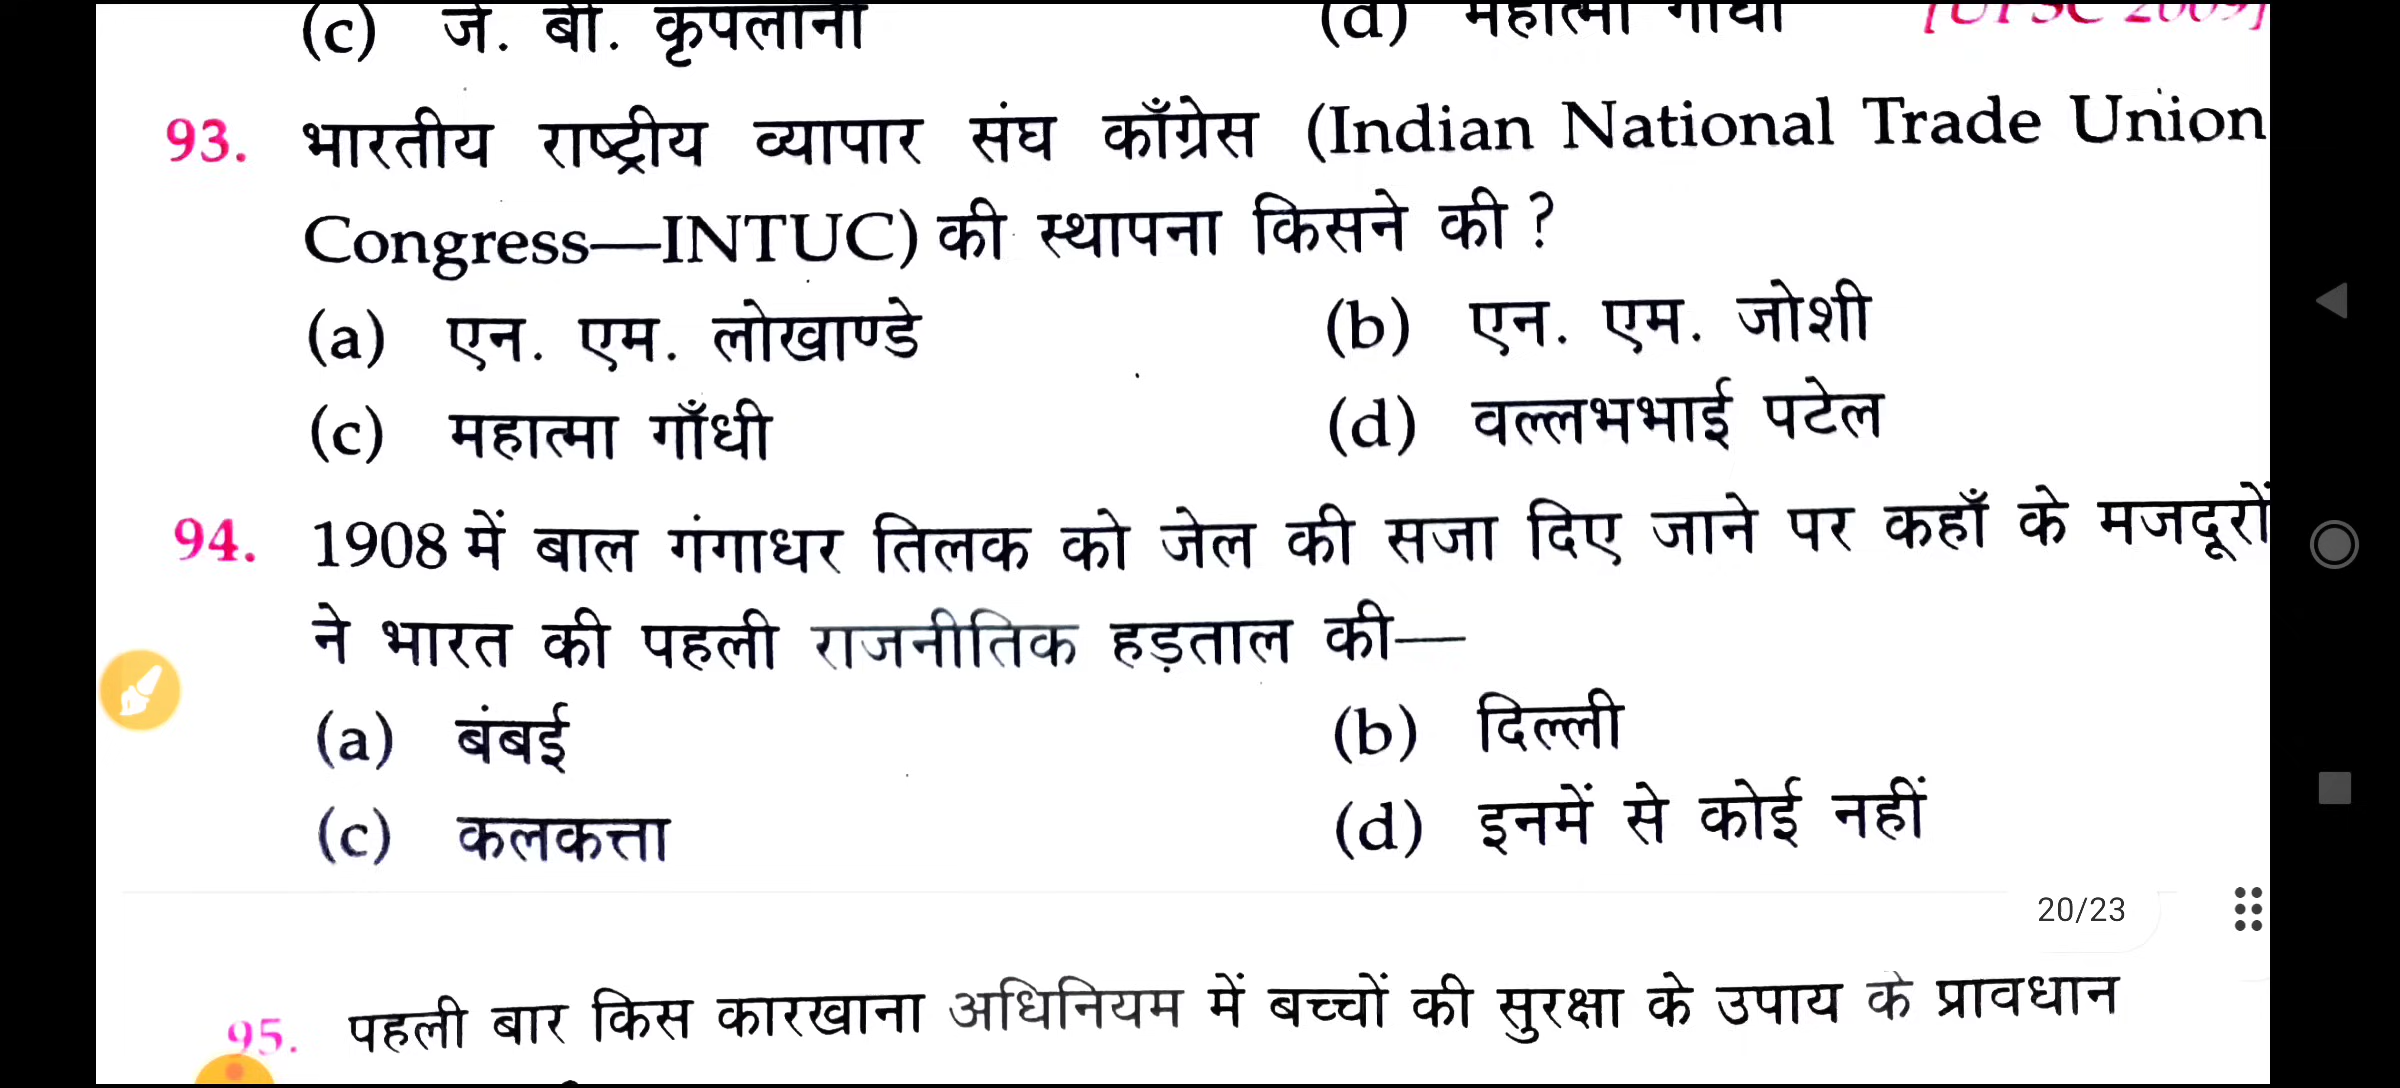 (c) जे. बी. कृपलानी (d) महात्मा गाँधी [UPSC 2009]
93. भारतीय राष्ट्रीय व्यापार संघ काँग्रेस (Indian National Trade Union
Congress—INTUC) की स्थापना किसने की ?
(a) एन. एम. लोखाण्डे (b) एन. एम. जोशी
(c) महात्मा गाँधी (d) वल्लभभाई पटेल
94. 1908 में बाल गंगाधर तिलक को जेल की सजा दिए जाने पर कहाँ के मजदूरों
ने भारत की पहली राजनीतिक हड़ताल की—
(a) बंबई (b) दिल्ली
(c) कलकत्ता (d) इनमें से कोई नहीं
20/23
95. पहली बार किस कारखाना अधिनियम में बच्चों की सुरक्षा के उपाय के प्रावधान